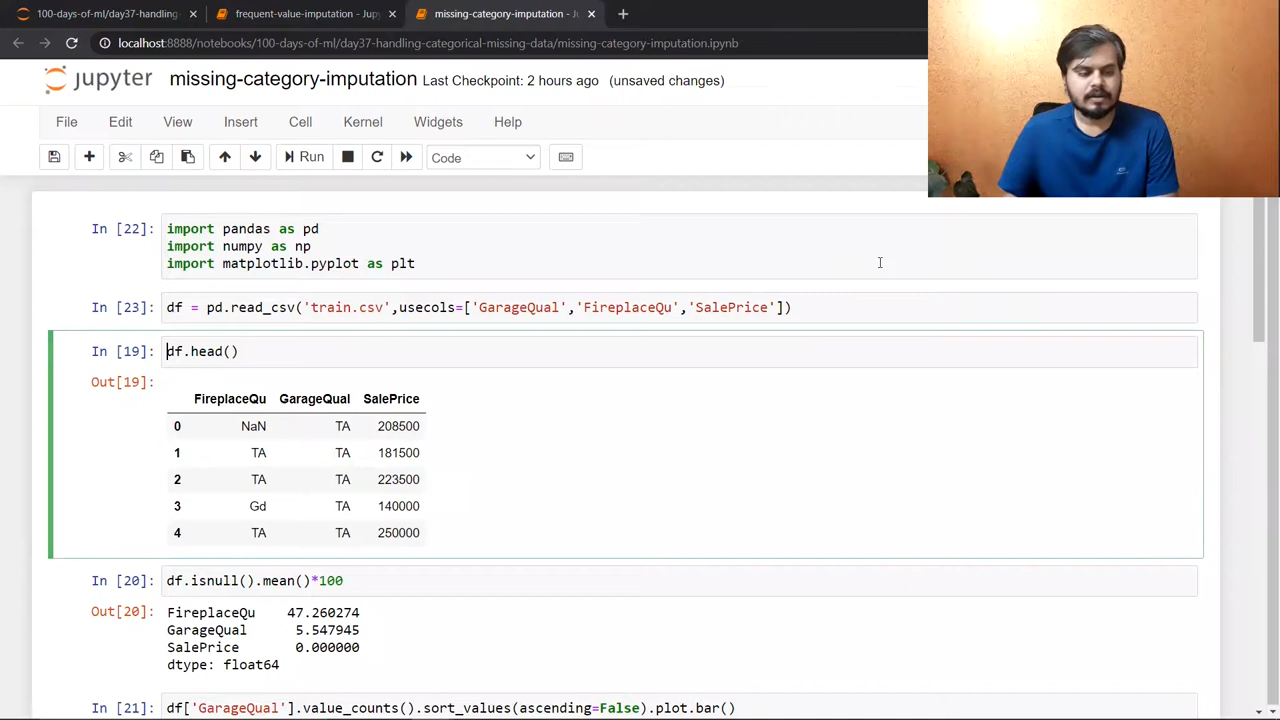 100-days-of-ml/day37-handling-
frequent-value-imputation - Jupy
missing-category-imputation - Ju
localhost:8888/notebooks/100-days-of-ml/day37-handling-categorical-missing-data/missing-category-imputation.ipynb
jupyter missing-category-imputation Last Checkpoint: 2 hours ago (unsaved changes)
File Edit View Insert Cell Kernel Widgets Help
Run Code
In [22]: import pandas as pd
import numpy as np
import matplotlib.pyplot as plt
In [23]: df = pd.read_csv('train.csv',usecols=['GarageQual','FireplaceQu','SalePrice'])
In [19]: df.head()
Out[19]:
FireplaceQu GarageQual SalePrice
0 NaN TA 208500
1 TA TA 181500
2 TA TA 223500
3 Gd TA 140000
4 TA TA 250000
In [20]: df.isnull().mean()*100
Out[20]: FireplaceQu 47.260274
GarageQual 5.547945
SalePrice 0.000000
dtype: float64
In [21]: df['GarageQual'].value_counts().sort_values(ascending=False).plot.bar()